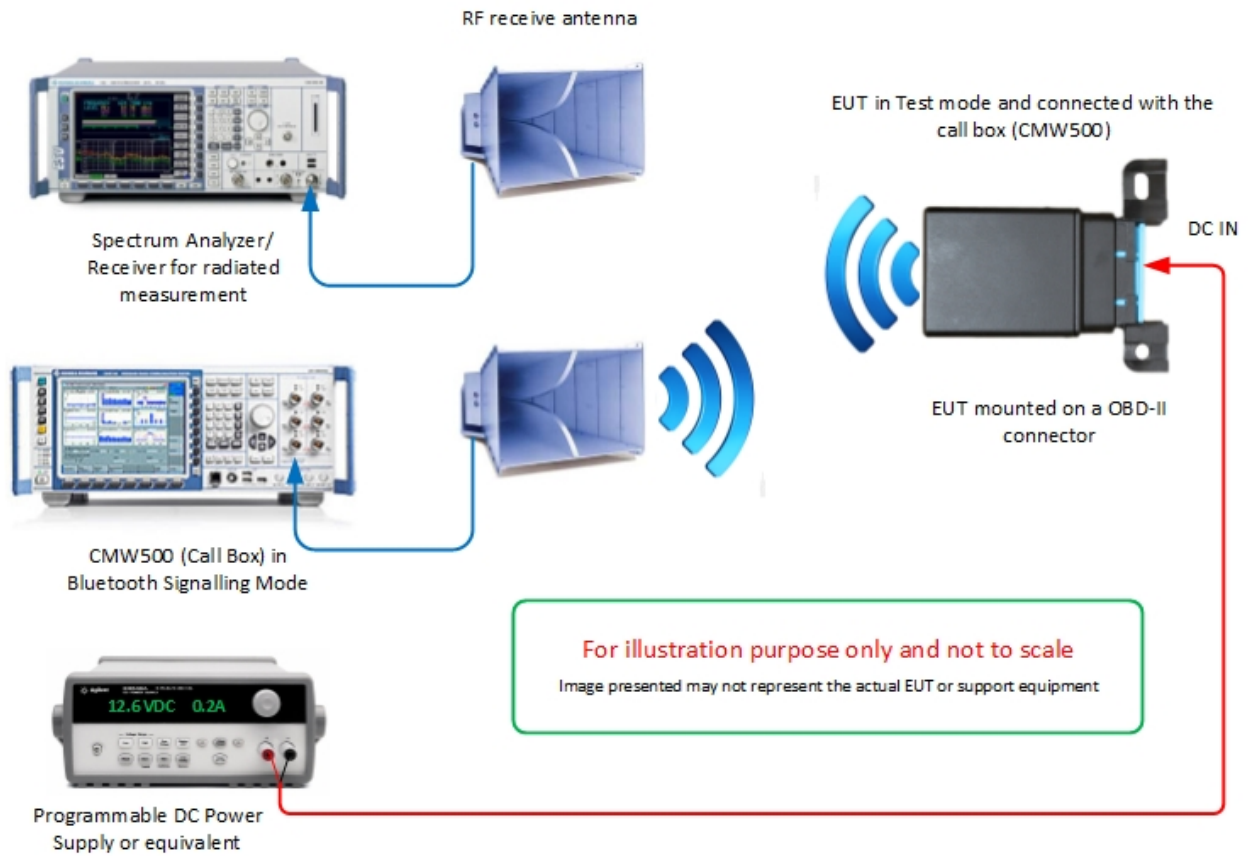 RF receive antenna
EUT in Test mode and connected with the
call box (CMW500)
DC IN
Spectrum Analyzer/
Receiver for radiated
measurement
EUT mounted on a OBD-II
connector
CMW500 (Call Box) in
Bluetooth Signalling Mode
For illustration purpose only and not to scale
Image presented may not represent the actual EUT or support equipment
Agilent
12.6 VDC 0.2A
Programmable DC Power
Supply or equivalent